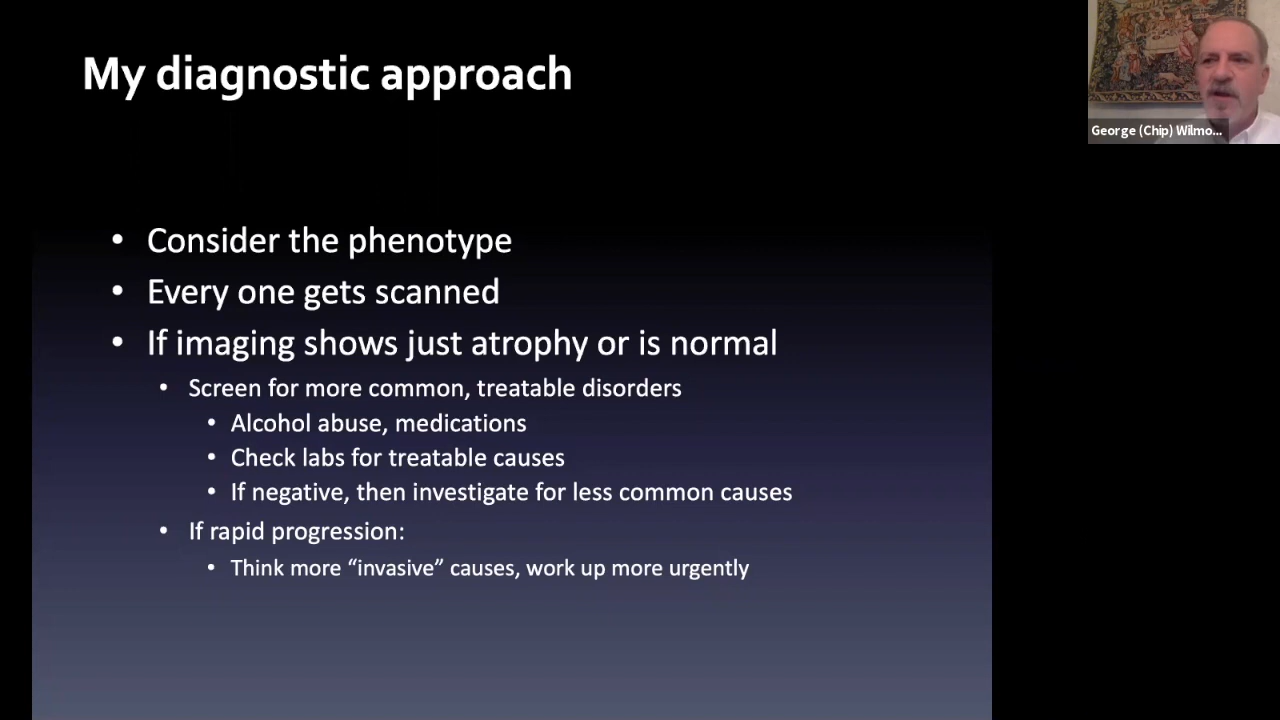 My diagnostic approach
George (Chip) Wilmo...
• Consider the phenotype
• Every one gets scanned
• If imaging shows just atrophy or is normal
• Screen for more common, treatable disorders
• Alcohol abuse, medications
• Check labs for treatable causes
• If negative, then investigate for less common causes
• If rapid progression:
• Think more “invasive” causes, work up more urgently